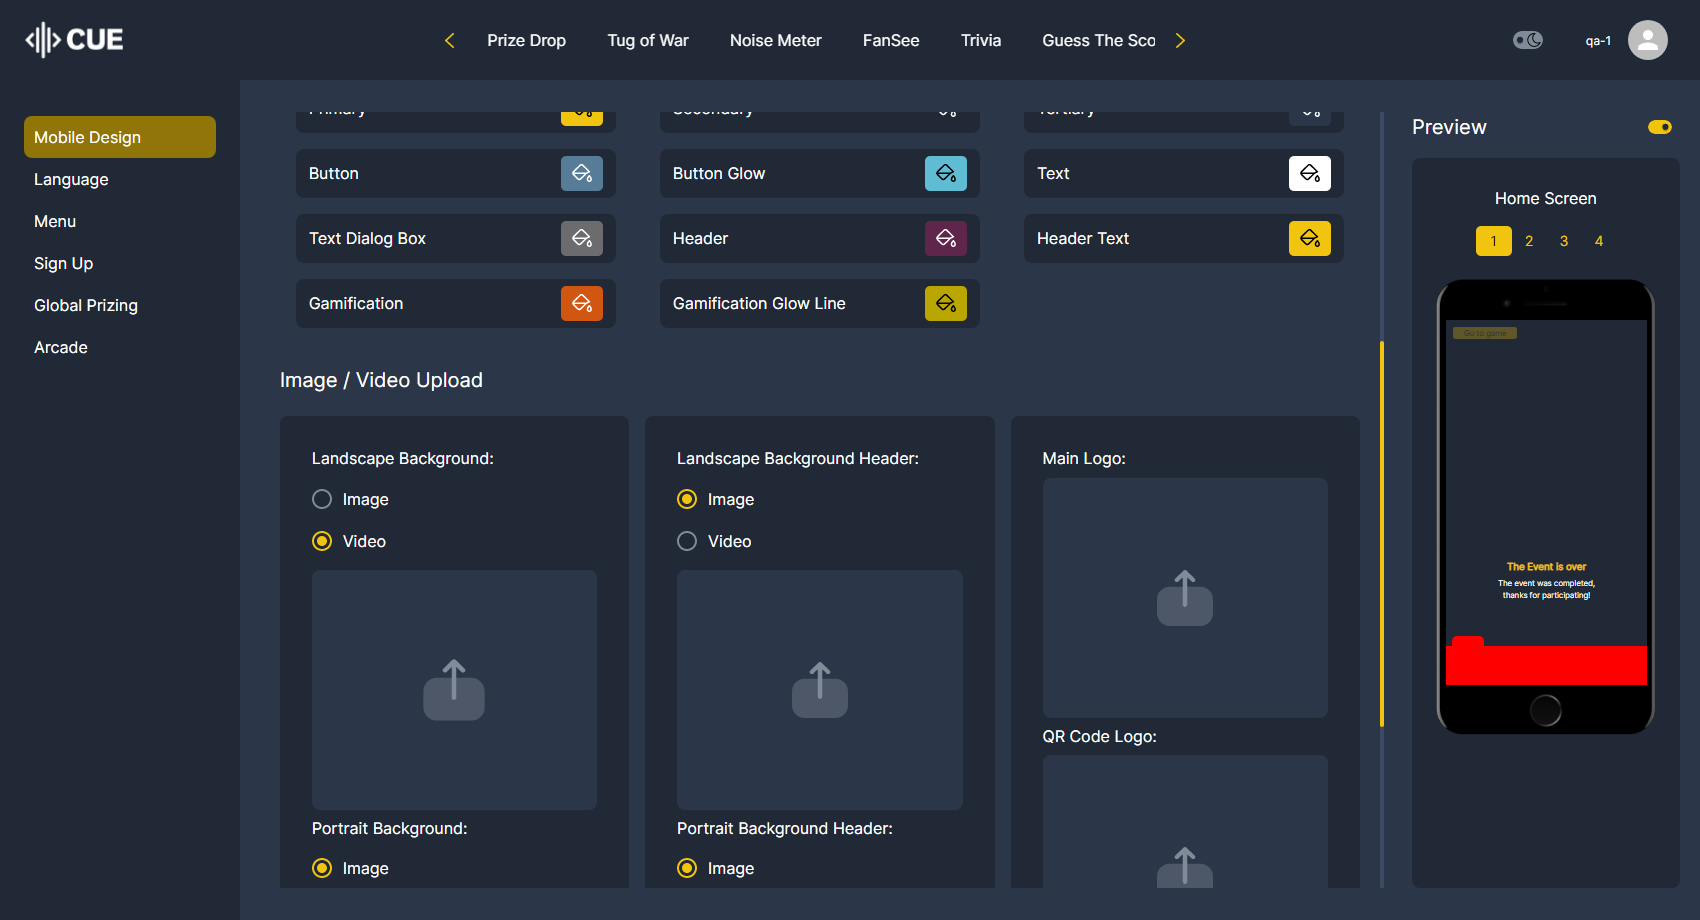 CUE
Prize Drop
Tug of War
Noise Meter
FanSee
Trivia
Guess The Sco
qa-1
Mobile Design
Language
Menu
Sign Up
Global Prizing
Arcade
Primary
Secondary
Tertiary
Button
Button Glow
Text
Text Dialog Box
Header
Header Text
Gamification
Gamification Glow Line
Image / Video Upload
Landscape Background:
Image
Video
Portrait Background:
Image
Landscape Background Header:
Image
Video
Portrait Background Header:
Image
Main Logo:
QR Code Logo:
Preview
Home Screen
1 2 3 4
Go to game
The Event is over
The event was completed,
thanks for participating!